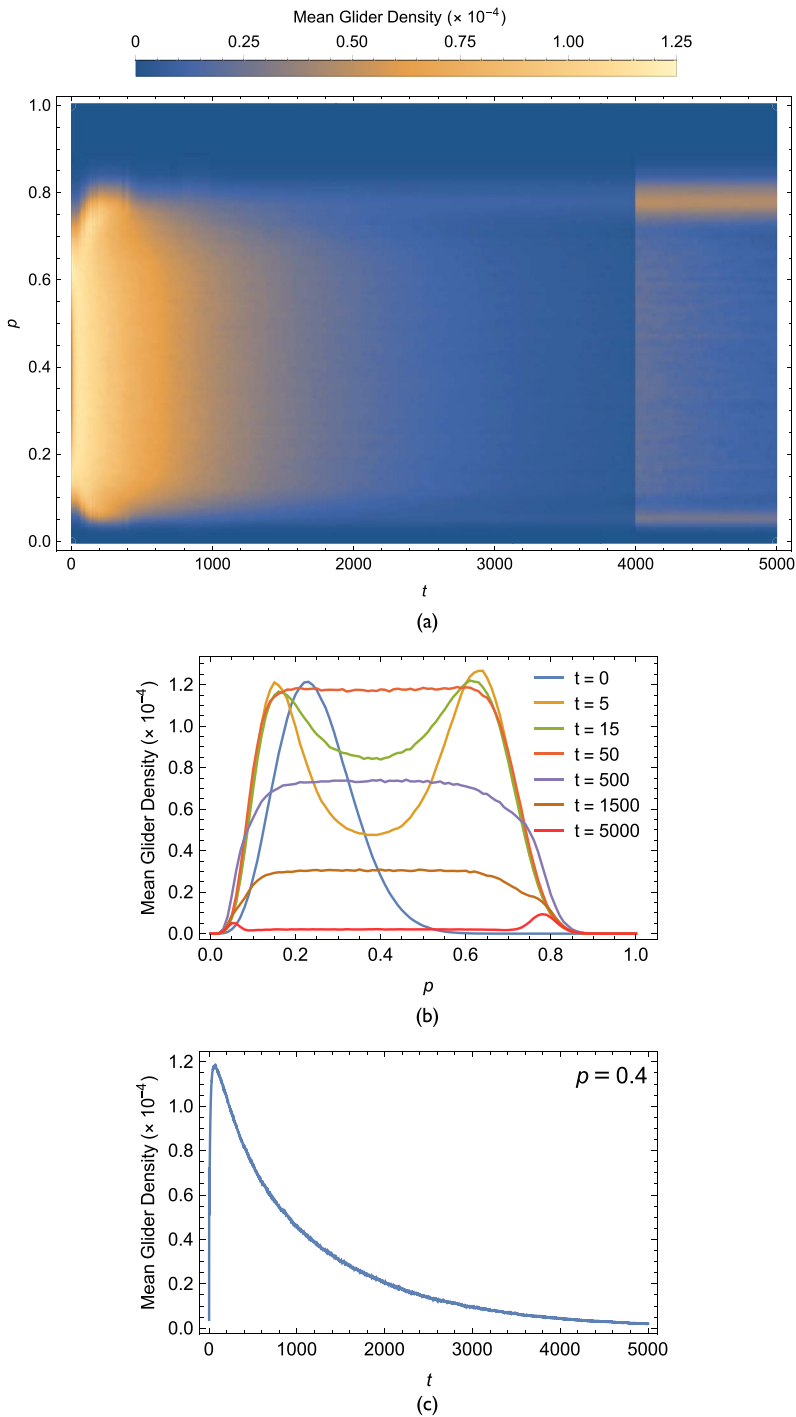 Mean Glider Density (× 10⁻⁴)
0 0.25 0.50 0.75 1.00 1.25
1.0
0.8
0.6
p
0.4
0.2
0.0
0 1000 2000 3000 4000 5000
t
(a)
Mean Glider Density (× 10⁻⁴)
1.2
1.0
0.8
0.6
0.4
0.2
0.0
t = 0
t = 5
t = 15
t = 50
t = 500
t = 1500
t = 5000
0.0 0.2 0.4 0.6 0.8 1.0
p
(b)
Mean Glider Density (× 10⁻⁴)
1.2
1.0
0.8
0.6
0.4
0.2
0.0
p = 0.4
0 1000 2000 3000 4000 5000
t
(c)